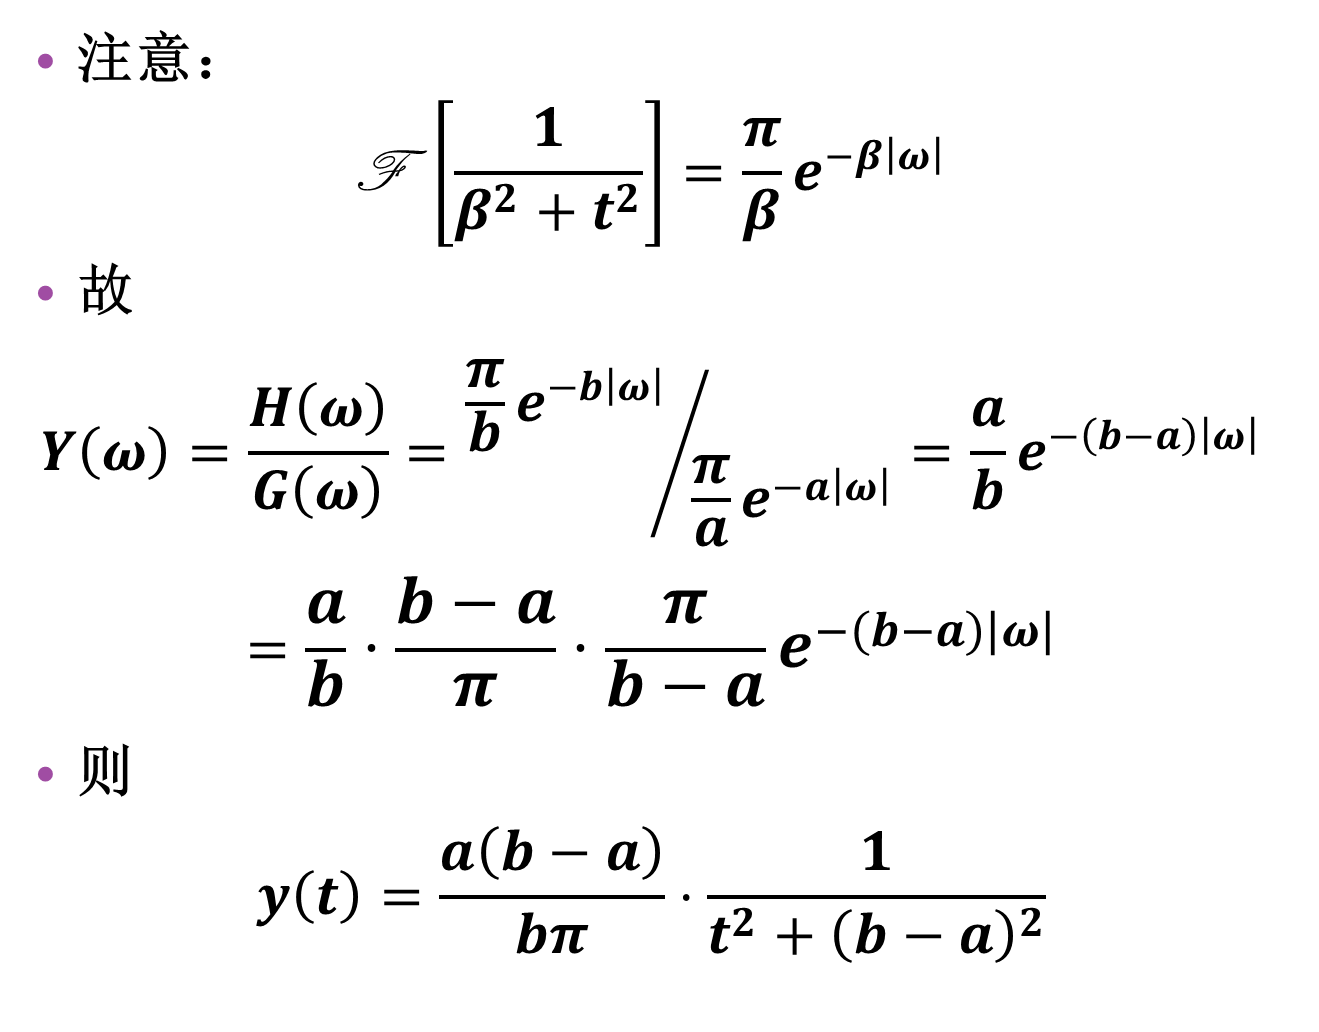 • 注意：
ℱ[1/(β² + t²)] = π/β e^{−β|ω|}
• 故
Y(ω) = H(ω)/G(ω) = π/b e^{−b|ω|} / π/a e^{−a|ω|} = a/b e^{−(b−a)|ω|}
= a/b · (b − a)/π · π/(b − a) e^{−(b−a)|ω|}
• 则
y(t) = a(b − a)/bπ · 1/(t² + (b − a)²)